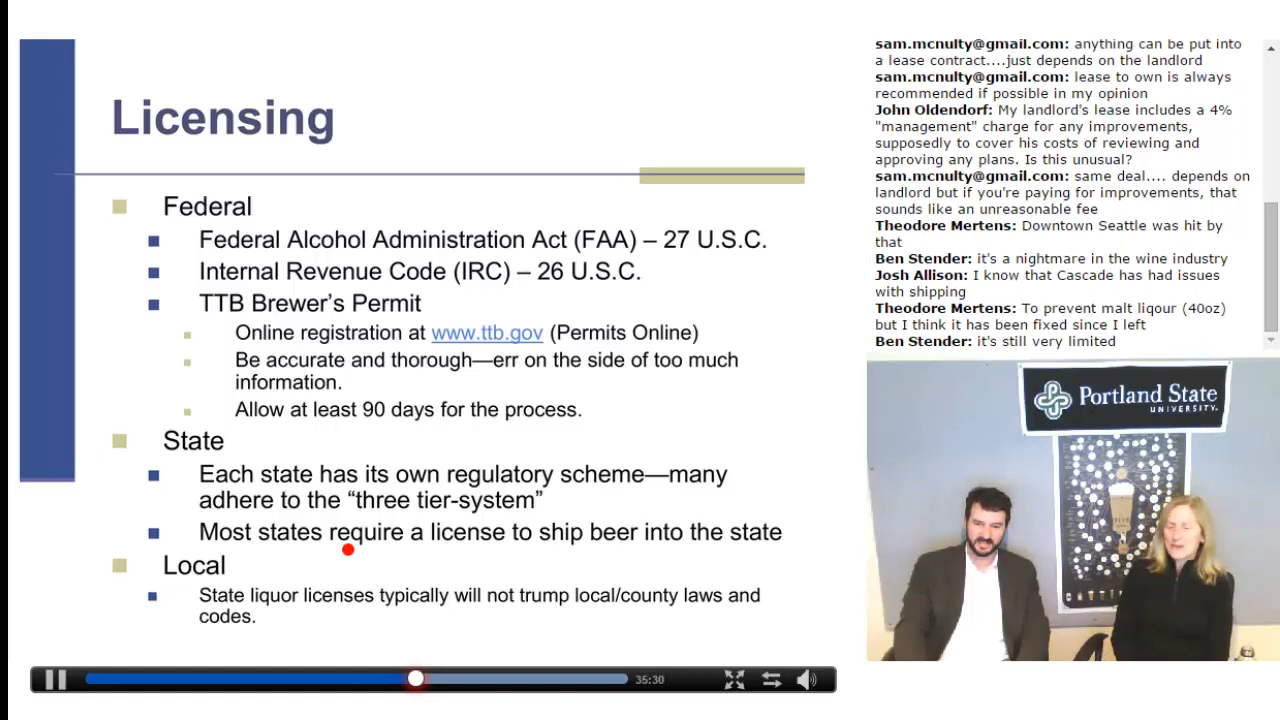 Licensing
Federal
Federal Alcohol Administration Act (FAA) – 27 U.S.C.
Internal Revenue Code (IRC) – 26 U.S.C.
TTB Brewer’s Permit
Online registration at www.ttb.gov (Permits Online)
Be accurate and thorough—err on the side of too much
information.
Allow at least 90 days for the process.
State
Each state has its own regulatory scheme—many
adhere to the “three tier-system”
Most states require a license to ship beer into the state
Local
State liquor licenses typically will not trump local/county laws and
codes.
35:30
sam.mcnulty@gmail.com: anything can be put into
a lease contract....just depends on the landlord
sam.mcnulty@gmail.com: lease to own is always
recommended if possible in my opinion
John Oldendorf: My landlord's lease includes a 4%
"management" charge for any improvements,
supposedly to cover his costs of reviewing and
approving any plans. Is this unusual?
sam.mcnulty@gmail.com: same deal.... depends on
landlord but if you're paying for improvements, that
sounds like an unreasonable fee
Theodore Mertens: Downtown Seattle was hit by
that
Ben Stender: it's a nightmare in the wine industry
Josh Allison: I know that Cascade has had issues
with shipping
Theodore Mertens: To prevent malt liqour (40oz)
but I think it has been fixed since I left
Ben Stender: it's still very limited
Portland State
UNIVERSITY